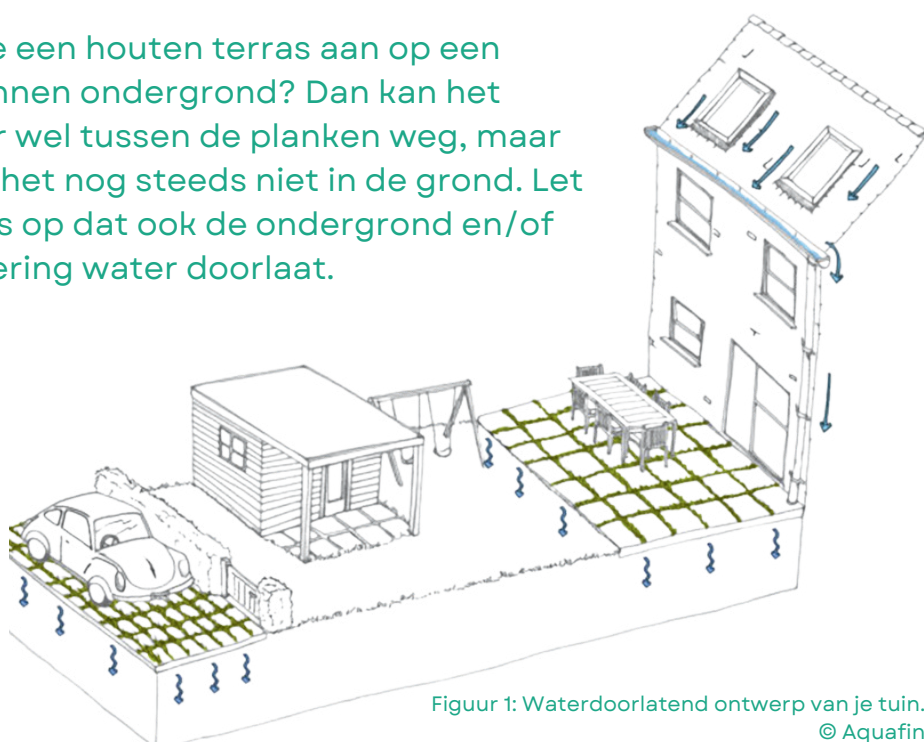 e een houten terras aan op een
nnen ondergrond? Dan kan het
r wel tussen de planken weg, maar
het nog steeds niet in de grond. Let
s op dat ook de ondergrond en/of
ering water doorlaat.
Figuur 1: Waterdoorlatend ontwerp van je tuin.
© Aquafin